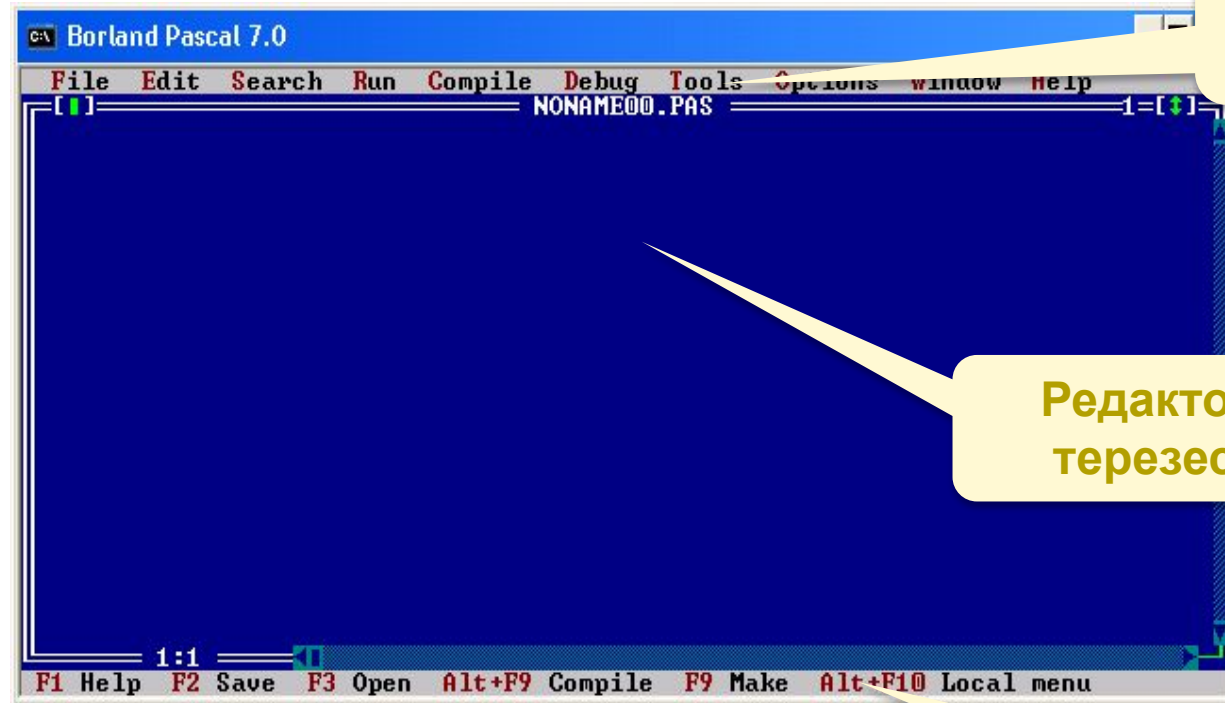 Borland Pascal 7.0
File Edit Search Run Compile Debug Tools Options Window Help
[ ] NONAME00.PAS 1=[↕]
Редакто
терезес
1:1
F1 Help F2 Save F3 Open Alt+F9 Compile F9 Make Alt+F10 Local menu